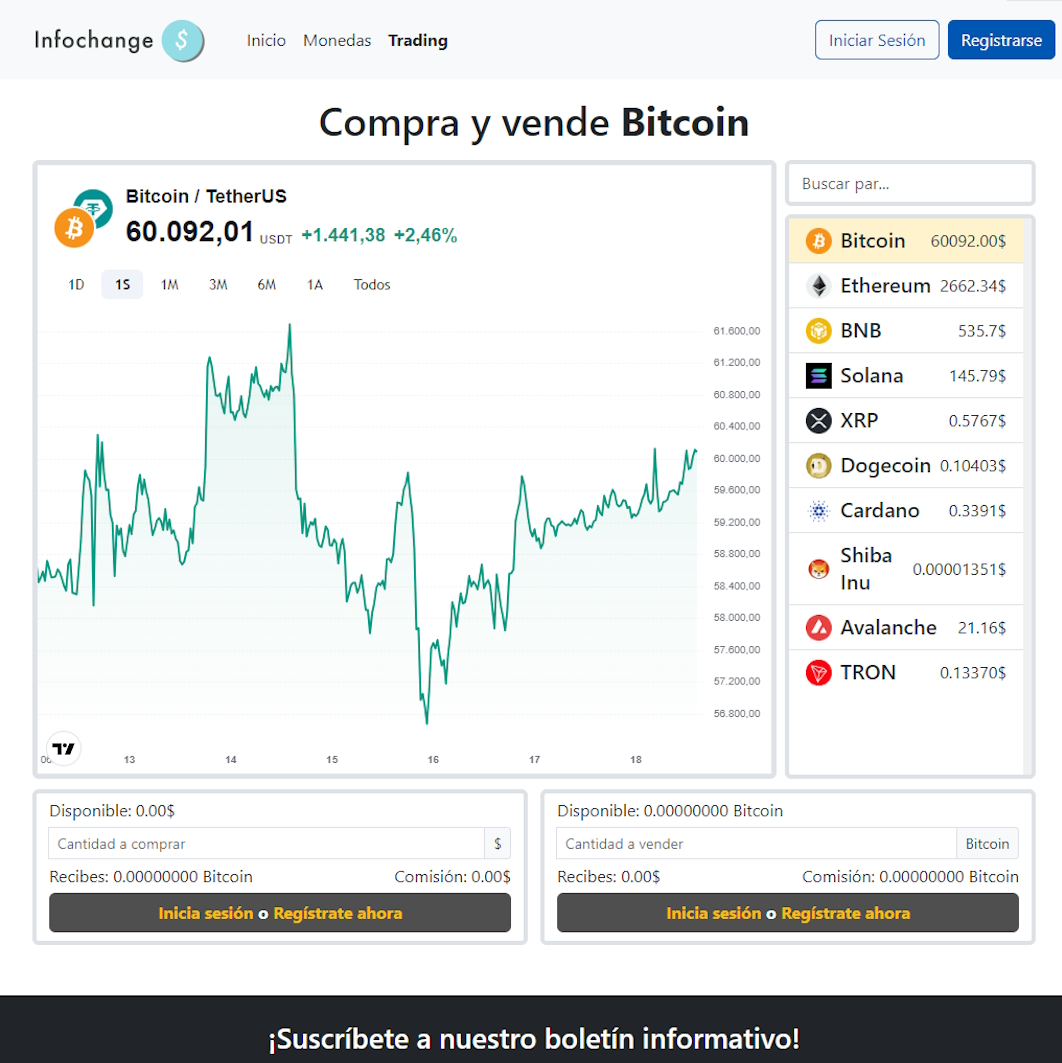 Infochange $ Inicio Monedas Trading Iniciar Sesión Registrarse
Compra y vende Bitcoin
Bitcoin / TetherUS
60.092,01 USDT +1.441,38 +2,46%
1D 1S 1M 3M 6M 1A Todos
61.600,00
61.200,00
60.800,00
60.400,00
60.000,00
59.600,00
59.200,00
58.800,00
58.400,00
58.000,00
57.600,00
57.200,00
56.800,00
13 14 15 16 17 18
Buscar par...
Bitcoin 60092.00$
Ethereum 2662.34$
BNB 535.7$
Solana 145.79$
XRP 0.5767$
Dogecoin 0.10403$
Cardano 0.3391$
Shiba
Inu 0.00001351$
Avalanche 21.16$
TRON 0.13370$
Disponible: 0.00$
Cantidad a comprar $
Recibes: 0.00000000 Bitcoin Comisión: 0.00$
Inicia sesión o Regístrate ahora
Disponible: 0.00000000 Bitcoin
Cantidad a vender Bitcoin
Recibes: 0.00$ Comisión: 0.00000000 Bitcoin
Inicia sesión o Regístrate ahora
¡Suscríbete a nuestro boletín informativo!